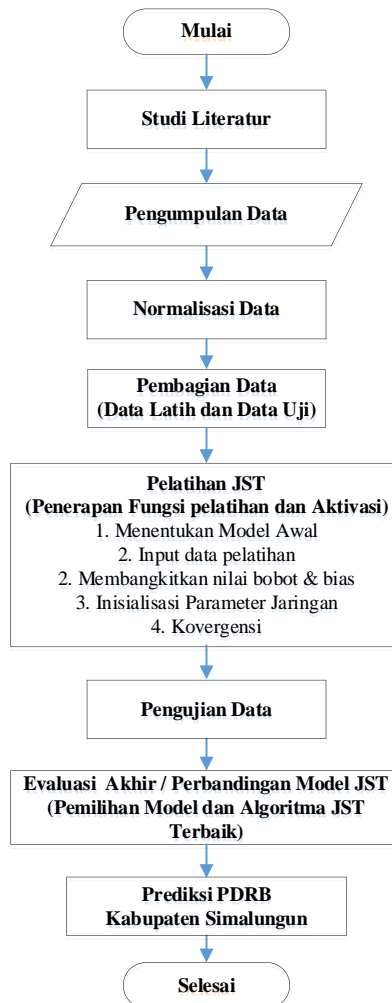 Mulai
Studi Literatur
Pengumpulan Data
Normalisasi Data
Pembagian Data
(Data Latih dan Data Uji)
Pelatihan JST
(Penerapan Fungsi pelatihan dan Aktivasi)
1. Menentukan Model Awal
2. Input data pelatihan
2. Membangkitkan nilai bobot & bias
3. Inisialisasi Parameter Jaringan
4. Kovergensi
Pengujian Data
Evaluasi Akhir / Perbandingan Model JST
(Pemilihan Model dan Algoritma JST
Terbaik)
Prediksi PDRB
Kabupaten Simalungun
Selesai